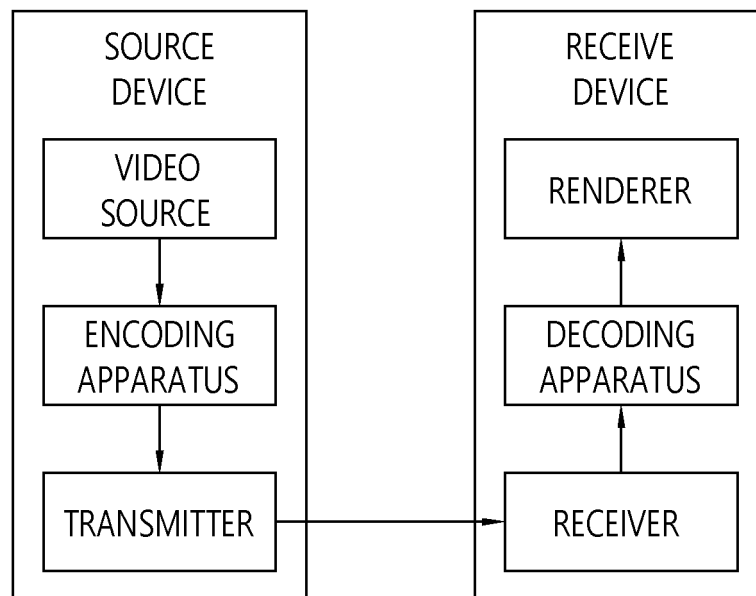 SOURCE
DEVICE
VIDEO
SOURCE
ENCODING
APPARATUS
TRANSMITTER
RECEIVE
DEVICE
RENDERER
DECODING
APPARATUS
RECEIVER